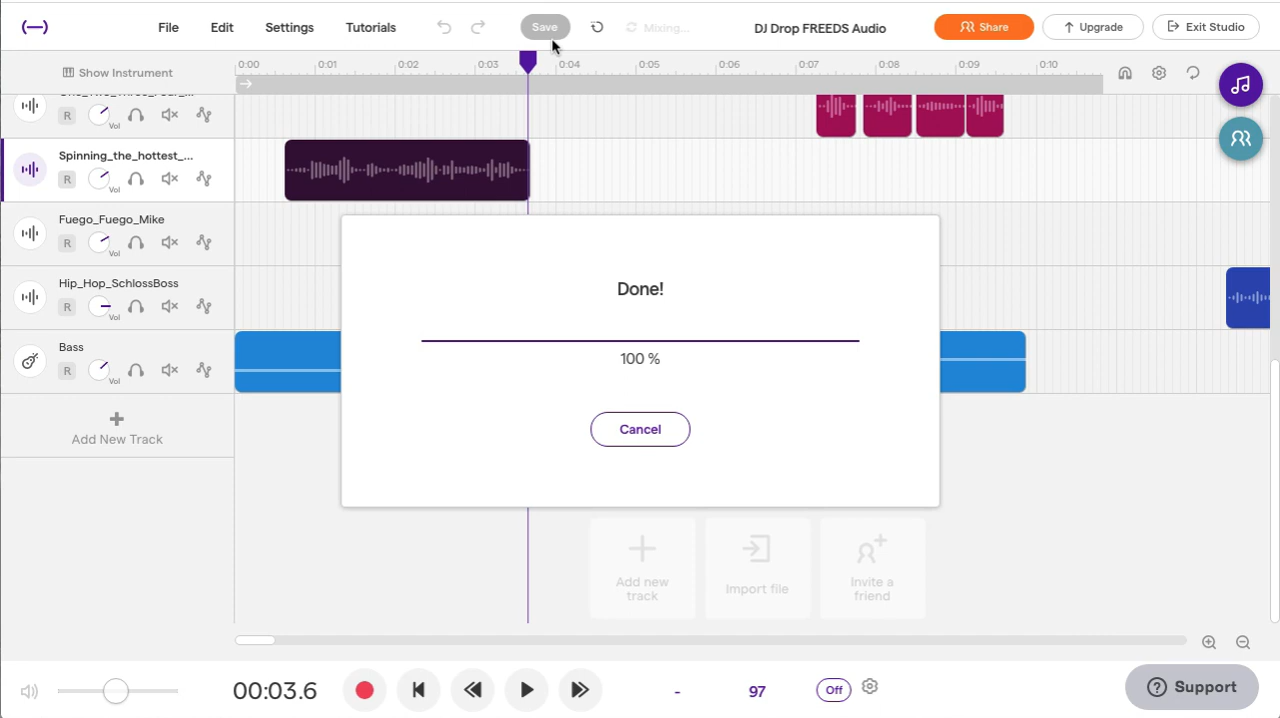 File Edit Settings Tutorials Save Mixing... DJ Drop FREEDS Audio Share Upgrade Exit Studio
Show Instrument 0:00 0:01 0:02 0:03 0:04 0:05 0:06 0:07 0:08 0:09 0:10
R Vol
Spinning_the_hottest_...
R Vol
Fuego_Fuego_Mike
R Vol
Hip_Hop_SchlossBoss
R Vol
Bass
R Vol
Add New Track
Done!
100 %
Cancel
Add new
track
Import file
Invite a
friend
00:03.6 - 97 Off Support